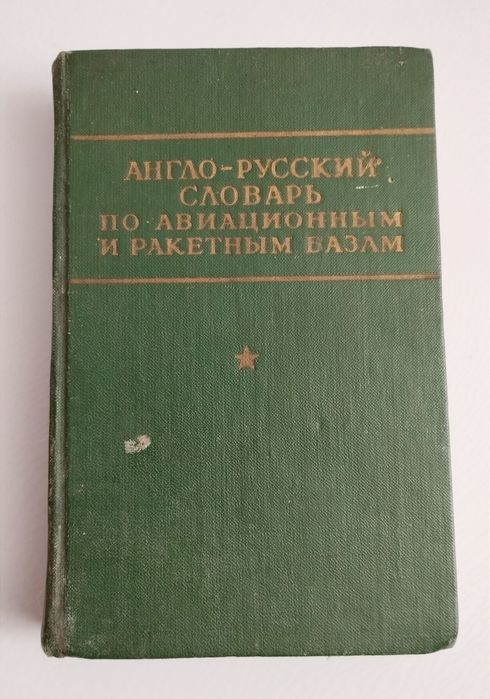 АНГЛО-РУССКИЙ
СЛОВАРЬ
ПО АВИАЦИОННЫМ
И РАКЕТНЫМ БАЗАМ